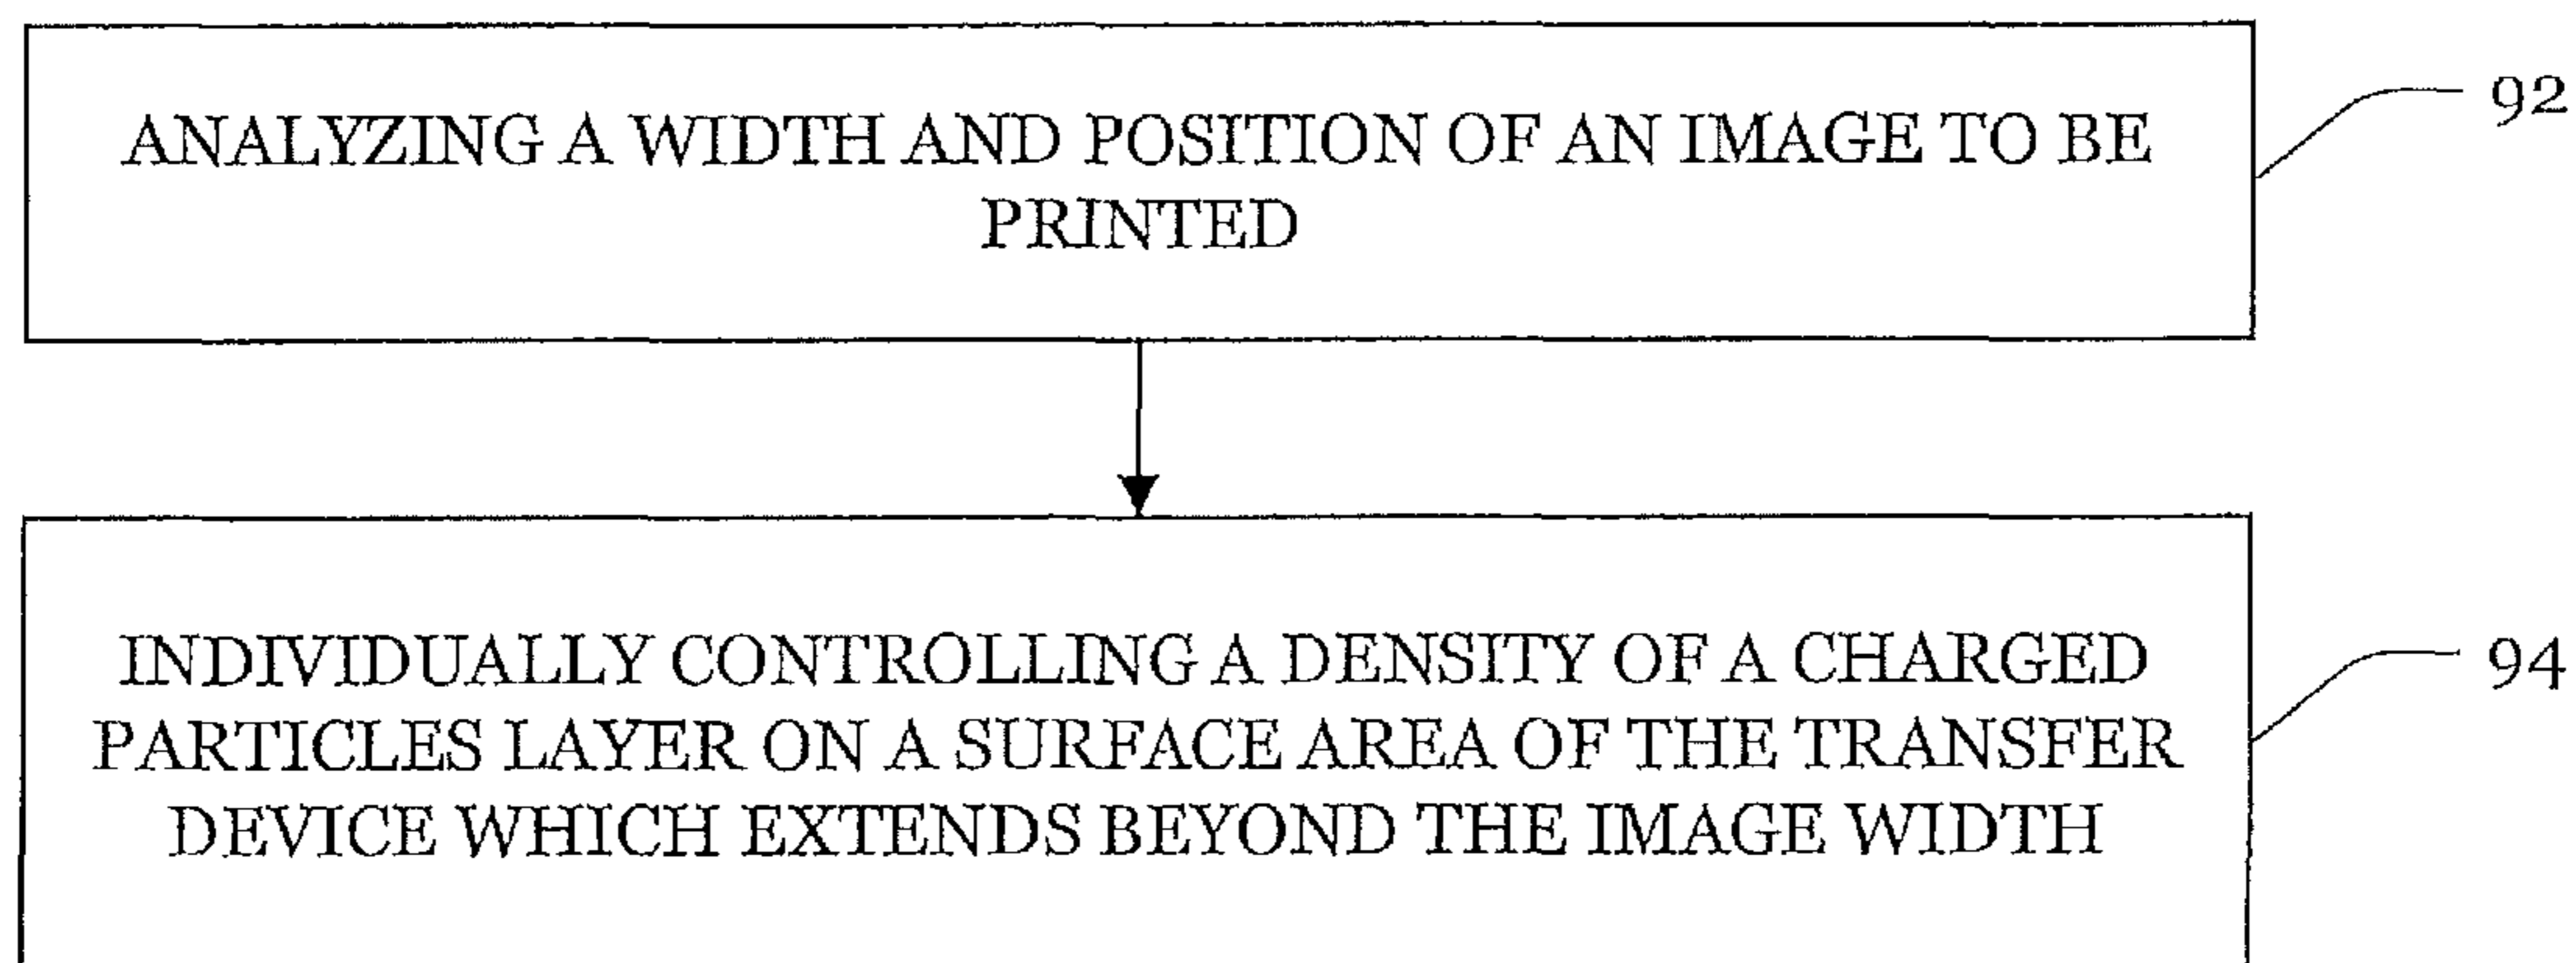 ANALYZING A WIDTH AND POSITION OF AN IMAGE TO BE
PRINTED
92
INDIVIDUALLY CONTROLLING A DENSITY OF A CHARGED
PARTICLES LAYER ON A SURFACE AREA OF THE TRANSFER
DEVICE WHICH EXTENDS BEYOND THE IMAGE WIDTH
94